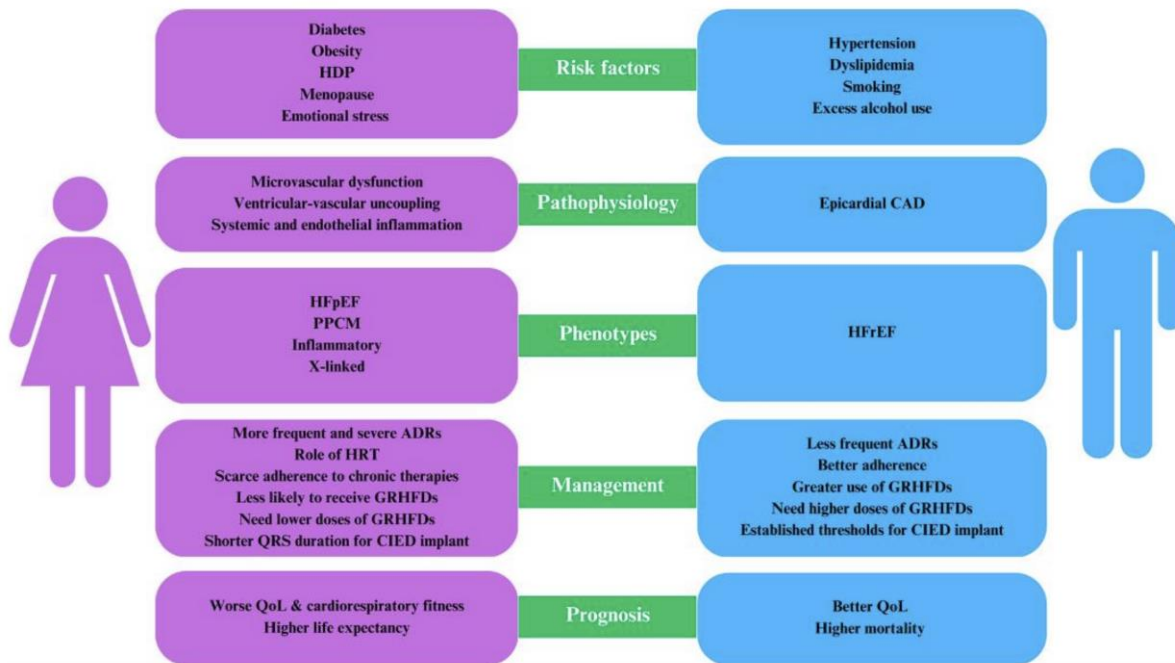 Diabetes
Obesity
HDP
Menopause
Emotional stress
Risk factors
Hypertension
Dyslipidemia
Smoking
Excess alcohol use
Microvascular dysfunction
Ventricular-vascular uncoupling
Systemic and endothelial inflammation
Pathophysiology
Epicardial CAD
HFpEF
PPCM
Inflammatory
X-linked
Phenotypes
HFrEF
More frequent and severe ADRs
Role of HRT
Scarce adherence to chronic therapies
Less likely to receive GRHFDs
Need lower doses of GRHFDs
Shorter QRS duration for CIED implant
Management
Less frequent ADRs
Better adherence
Greater use of GRHFDs
Need higher doses of GRHFDs
Established thresholds for CIED implant
Worse QoL & cardiorespiratory fitness
Higher life expectancy
Prognosis
Better QoL
Higher mortality